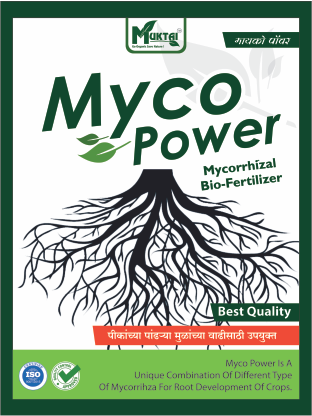 MUKTAI
मायको पॉवर
Myco
Power
Mycorrhizal
Bio-Fertilizer
Best Quality
पीकांच्या पांढऱ्या मुळांच्या वाढीसाठी उपयुक्त
ISO
Myco Power Is A
Unique Combination Of Different Type
Of Mycorrihza For Root Development Of Crops.